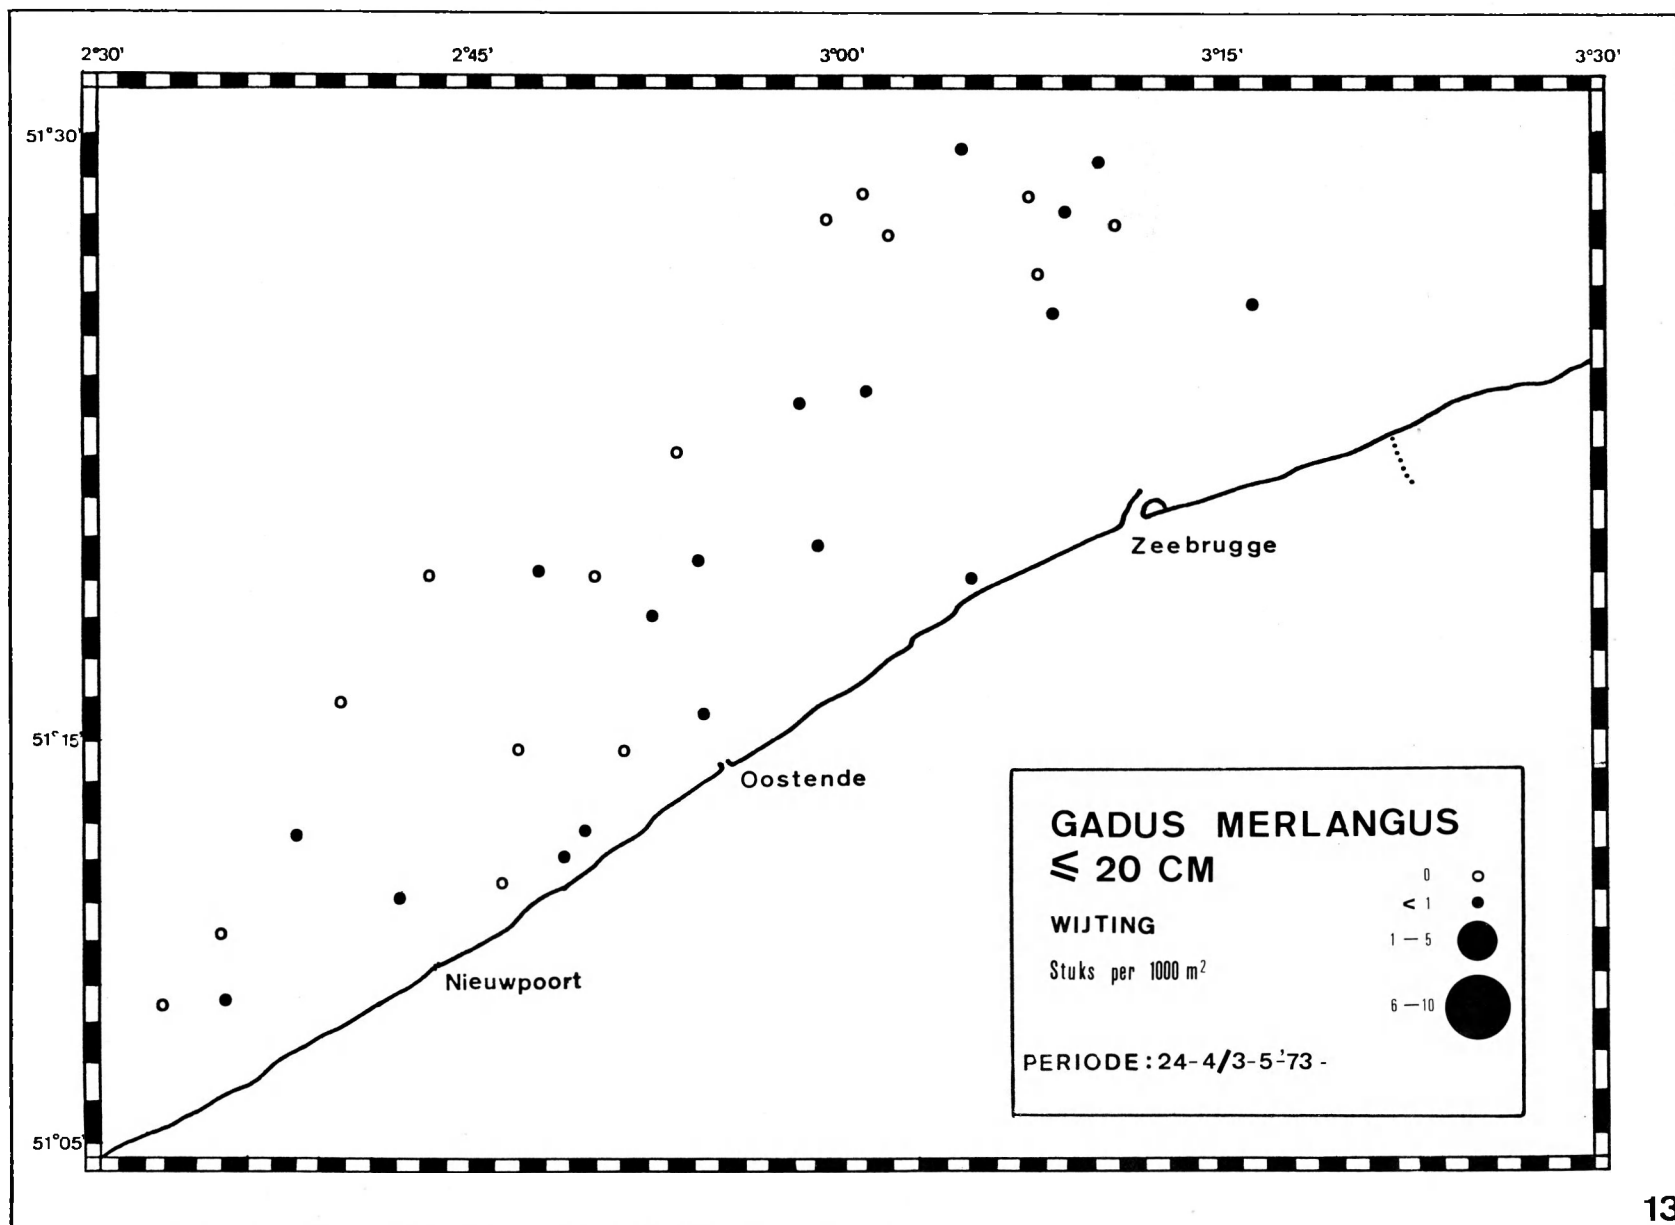 2°30' 2°45' 3°00' 3°15' 3°30'
51°30'
51°15'
51°05'
Zeebrugge
Oostende
Nieuwpoort
GADUS MERLANGUS
≤ 20 CM
WIJTING
Stuks per 1000 m²
0
< 1
1 — 5
6 — 10
PERIODE: 24-4/3-5-'73 -
13